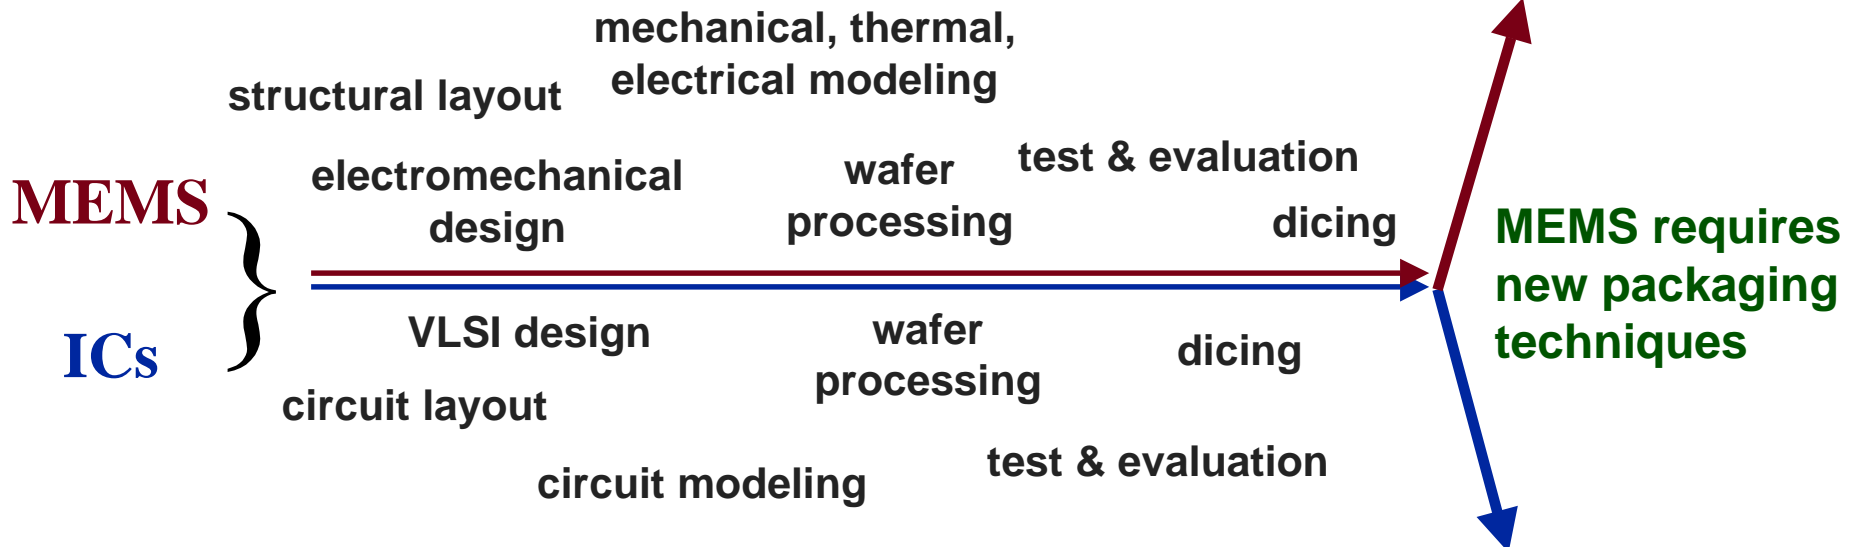 mechanical, thermal,
electrical modeling
structural layout
electromechanical
design
wafer
processing
test & evaluation
dicing
MEMS
ICs
VLSI design
wafer
processing
dicing
circuit layout
circuit modeling
test & evaluation
MEMS requires
new packaging
techniques